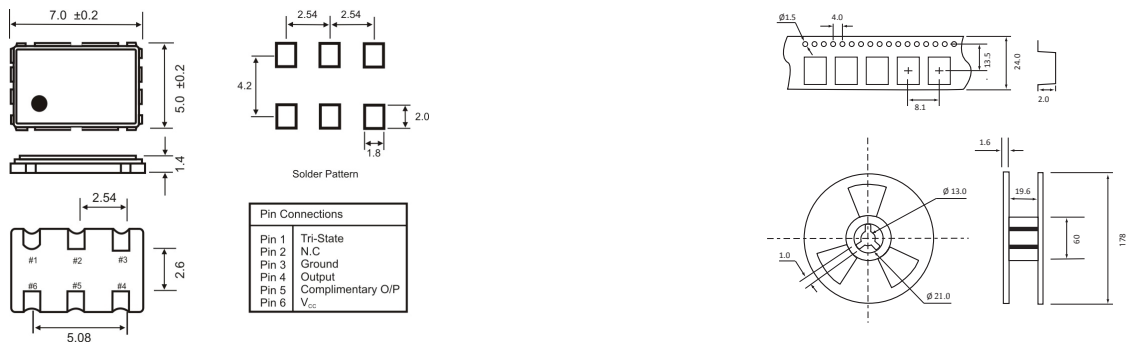 7.0 ±0.2
5.0 ±0.2
1.4
2.54
#1 #2 #3
#6 #5 #4
2.6
5.08
2.54 2.54
4.2
2.0
1.8
Solder Pattern
Pin Connections
Pin 1 Tri-State
Pin 2 N.C
Pin 3 Ground
Pin 4 Output
Pin 5 Complimentary O/P
Pin 6 Vcc
Ø1.5 4.0
13.5
24.0
8.1
2.0
1.6
Ø 13.0
19.6
60
178
1.0
Ø 21.0